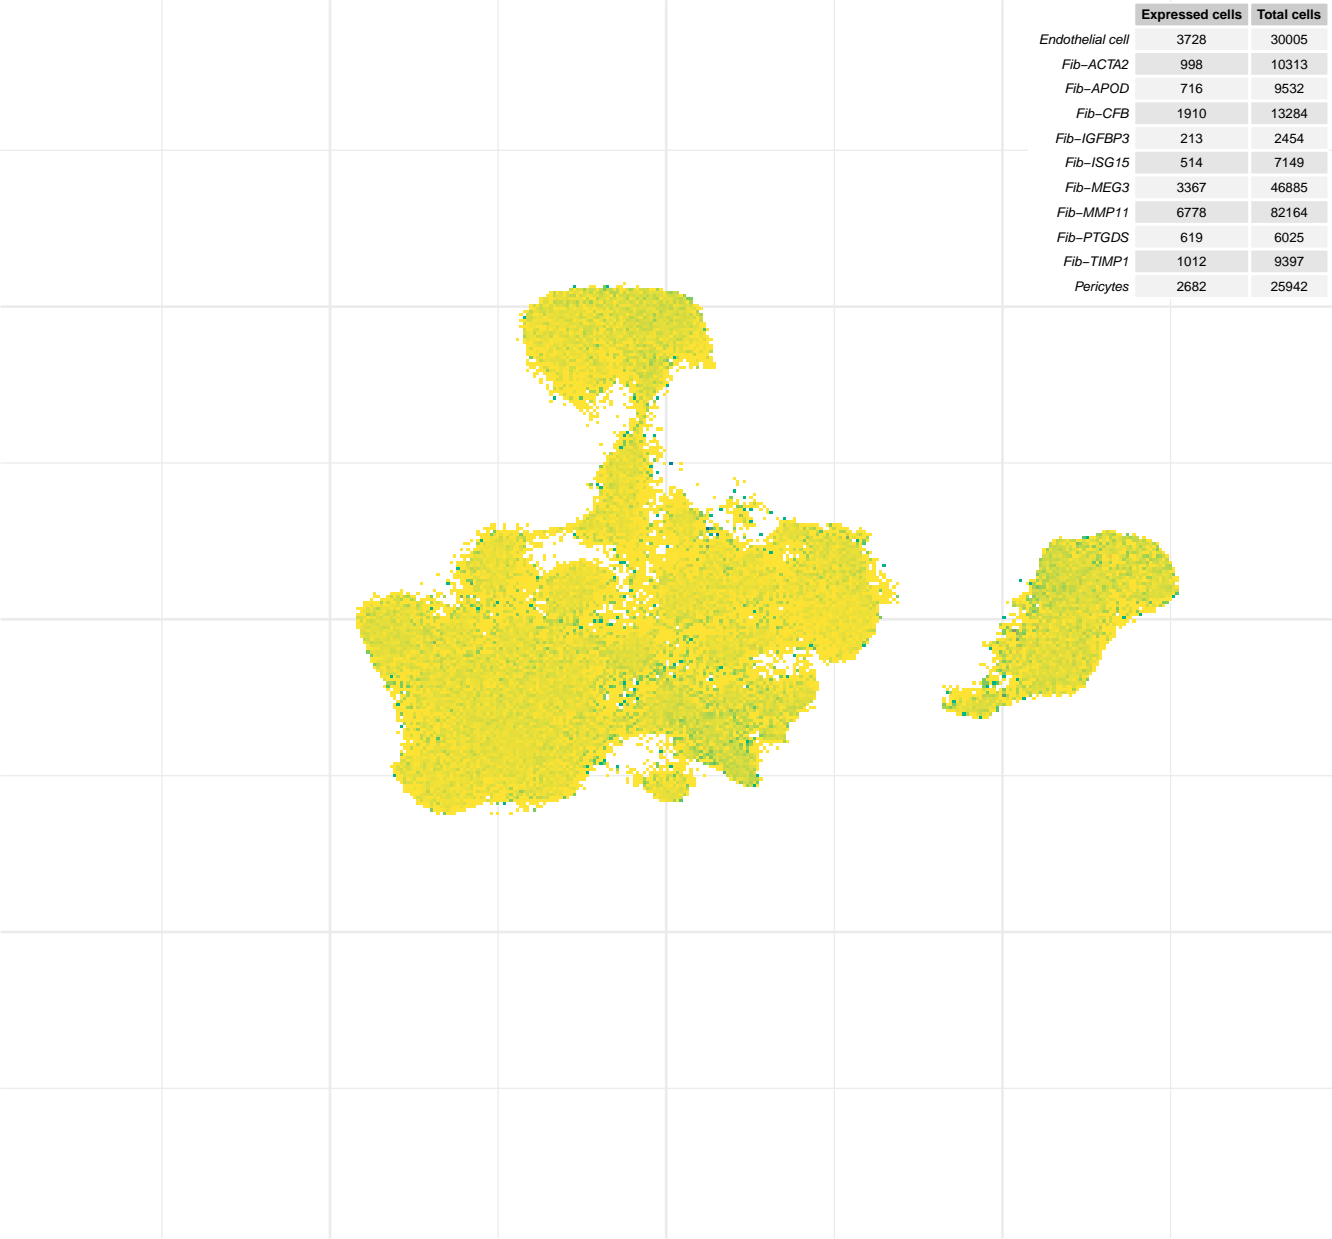 Expressed cells Total cells
Endothelial cell 3728 30005
Fib−ACTA2 998 10313
Fib−APOD 716 9532
Fib−CFB 1910 13284
Fib−IGFBP3 213 2454
Fib−ISG15 514 7149
Fib−MEG3 3367 46885
Fib−MMP11 6778 82164
Fib−PTGDS 619 6025
Fib−TIMP1 1012 9397
Pericytes 2682 25942